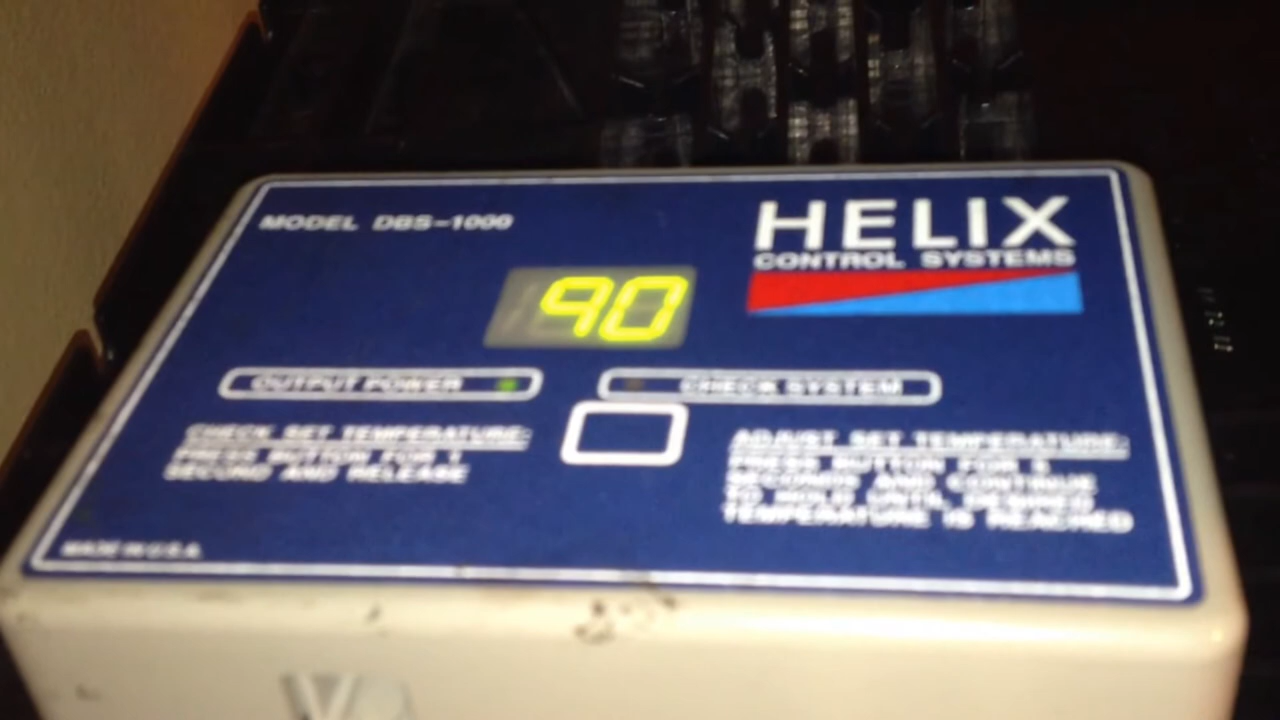 MODEL DBS-1000
HELIX
CONTROL SYSTEMS
90
OUTPUT POWER
CHECK SYSTEM
CHECK SET TEMPERATURE:
PRESS BUTTON FOR 1
SECOND AND RELEASE
ADJUST SET TEMPERATURE:
PRESS BUTTON FOR
SECONDS AND CONTINUE
TO HOLD UNTIL DESIRED
TEMPERATURE IS REACHED
MADE IN U.S.A.